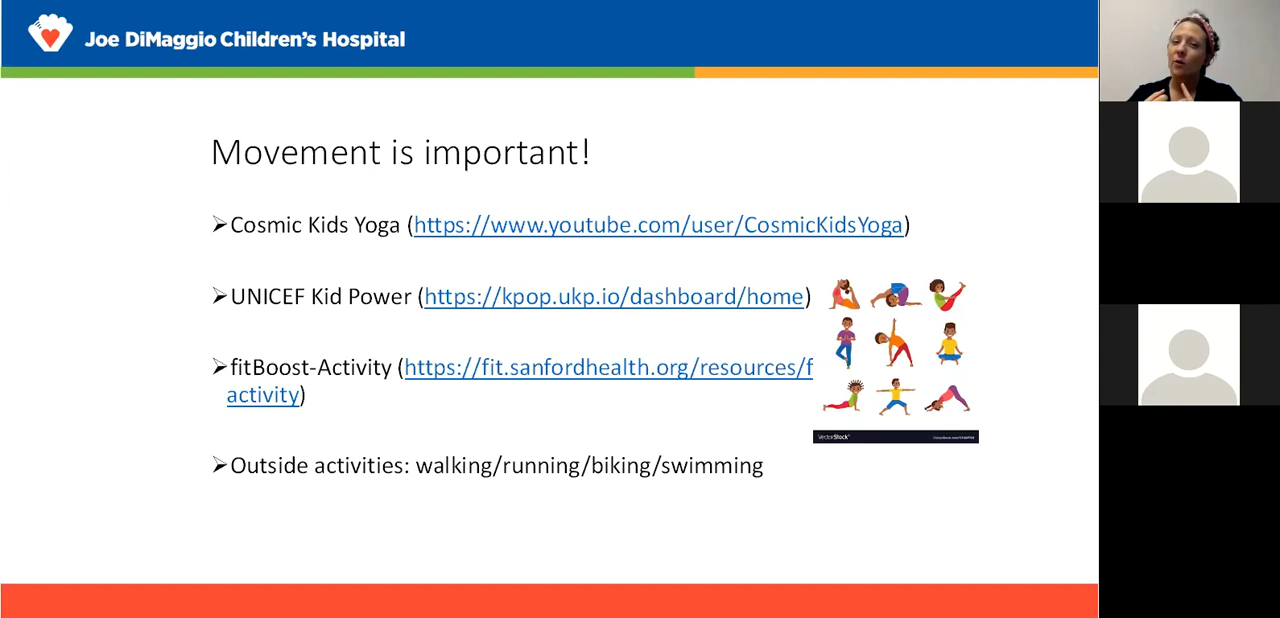 Joe DiMaggio Children's Hospital
Movement is important!
➢Cosmic Kids Yoga (https://www.youtube.com/user/CosmicKidsYoga)
➢UNICEF Kid Power (https://kpop.ukp.io/dashboard/home)
➢fitBoost-Activity (https://fit.sanfordhealth.org/resources/f
activity)
➢Outside activities: walking/running/biking/swimming
VectorStock